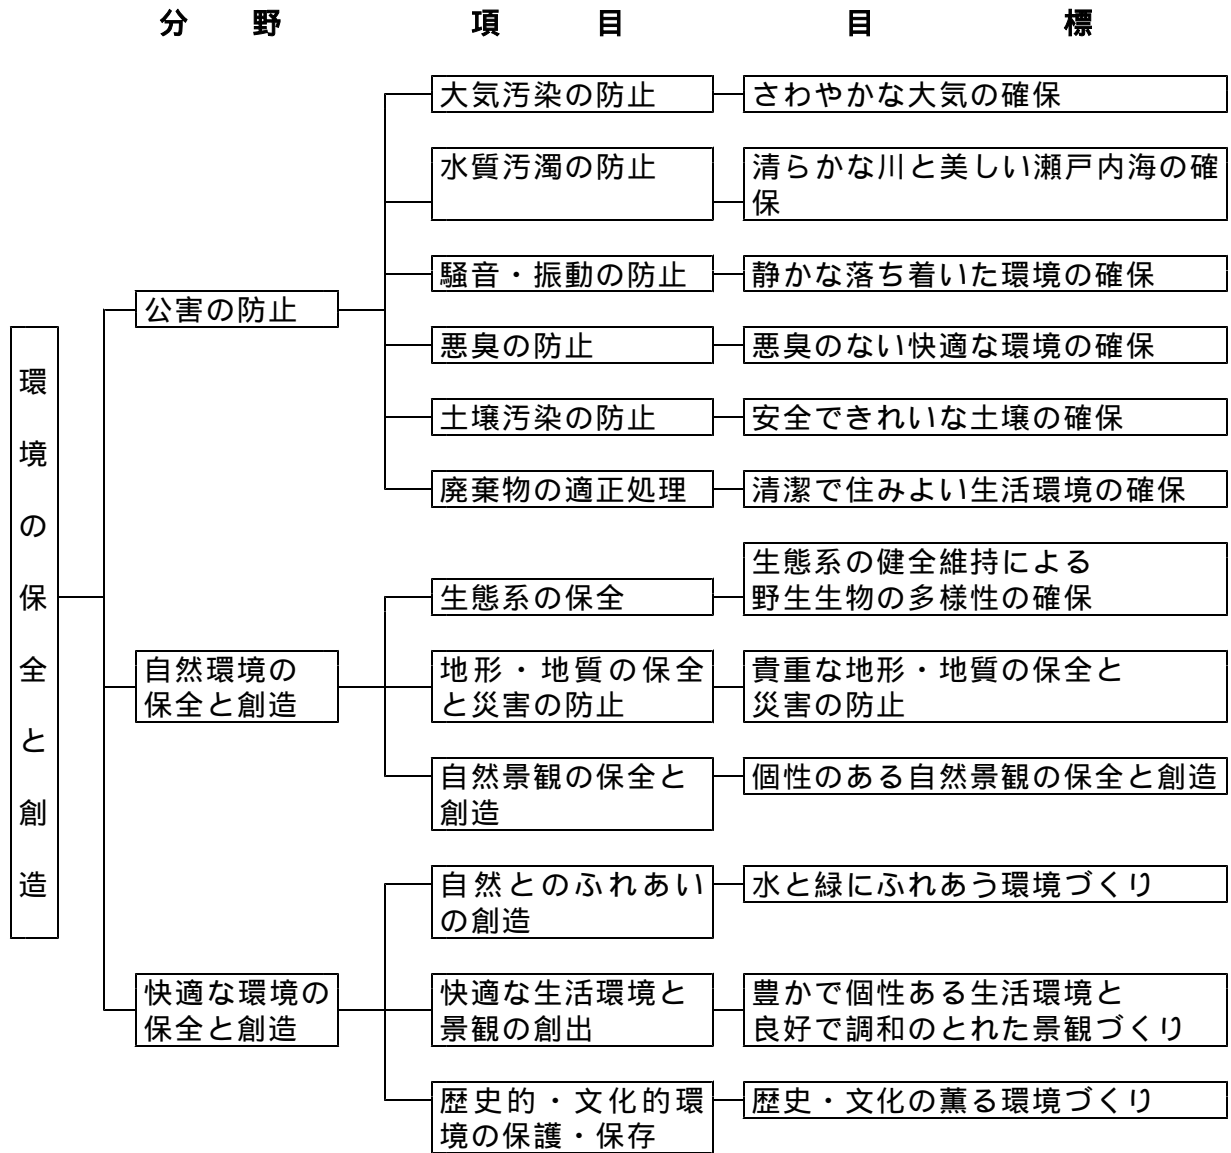 分野 項目 目標
環境の保全と創造
公害の防止
大気汚染の防止
さわやかな大気の確保
水質汚濁の防止
清らかな川と美しい瀬戸内海の確
保
騒音・振動の防止
静かな落ち着いた環境の確保
悪臭の防止
悪臭のない快適な環境の確保
土壌汚染の防止
安全できれいな土壌の確保
廃棄物の適正処理
清潔で住みよい生活環境の確保
自然環境の
保全と創造
生態系の保全
生態系の健全維持による
野生生物の多様性の確保
地形・地質の保全
と災害の防止
貴重な地形・地質の保全と
災害の防止
自然景観の保全と
創造
個性のある自然景観の保全と創造
快適な環境の
保全と創造
自然とのふれあい
の創造
水と緑にふれあう環境づくり
快適な生活環境と
景観の創出
豊かで個性ある生活環境と
良好で調和のとれた景観づくり
歴史的・文化的環
境の保護・保存
歴史・文化の薫る環境づくり